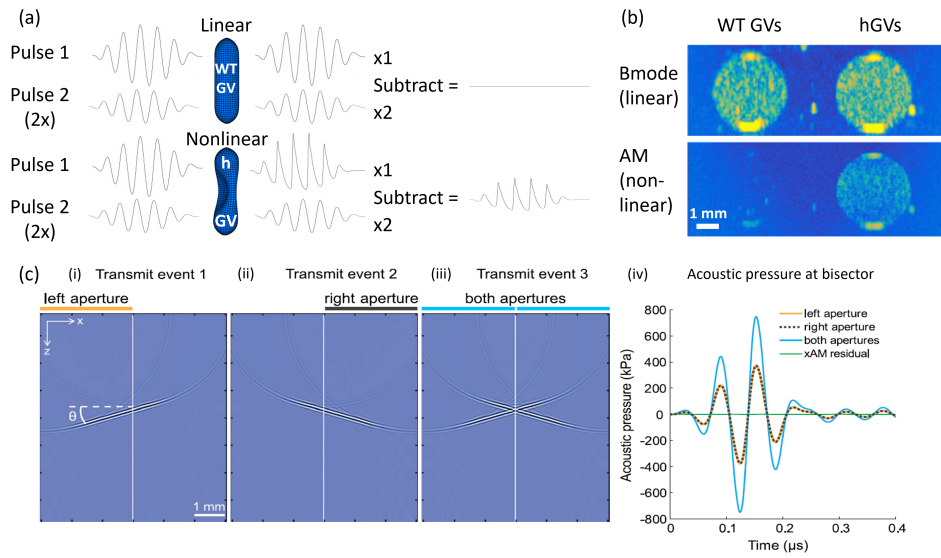 (a)
Linear
Pulse 1
WT
GV
x1
Subtract =
Pulse 2
(2x)
x2
Nonlinear
Pulse 1
h
x1
Subtract =
Pulse 2
(2x)
GV
x2
(b)
WT GVs
hGVs
Bmode
(linear)
AM
(non-
linear)
1 mm
(c)
(i) Transmit event 1
left aperture
x
z
θ
1 mm
(ii) Transmit event 2
right aperture
(iii) Transmit event 3
both apertures
(iv) Acoustic pressure at bisector
left aperture
right aperture
both apertures
xAM residual
Acoustic pressure (kPa)
800
600
400
200
0
-200
-400
-600
-800
0 0.1 0.2 0.3 0.4
Time (µs)